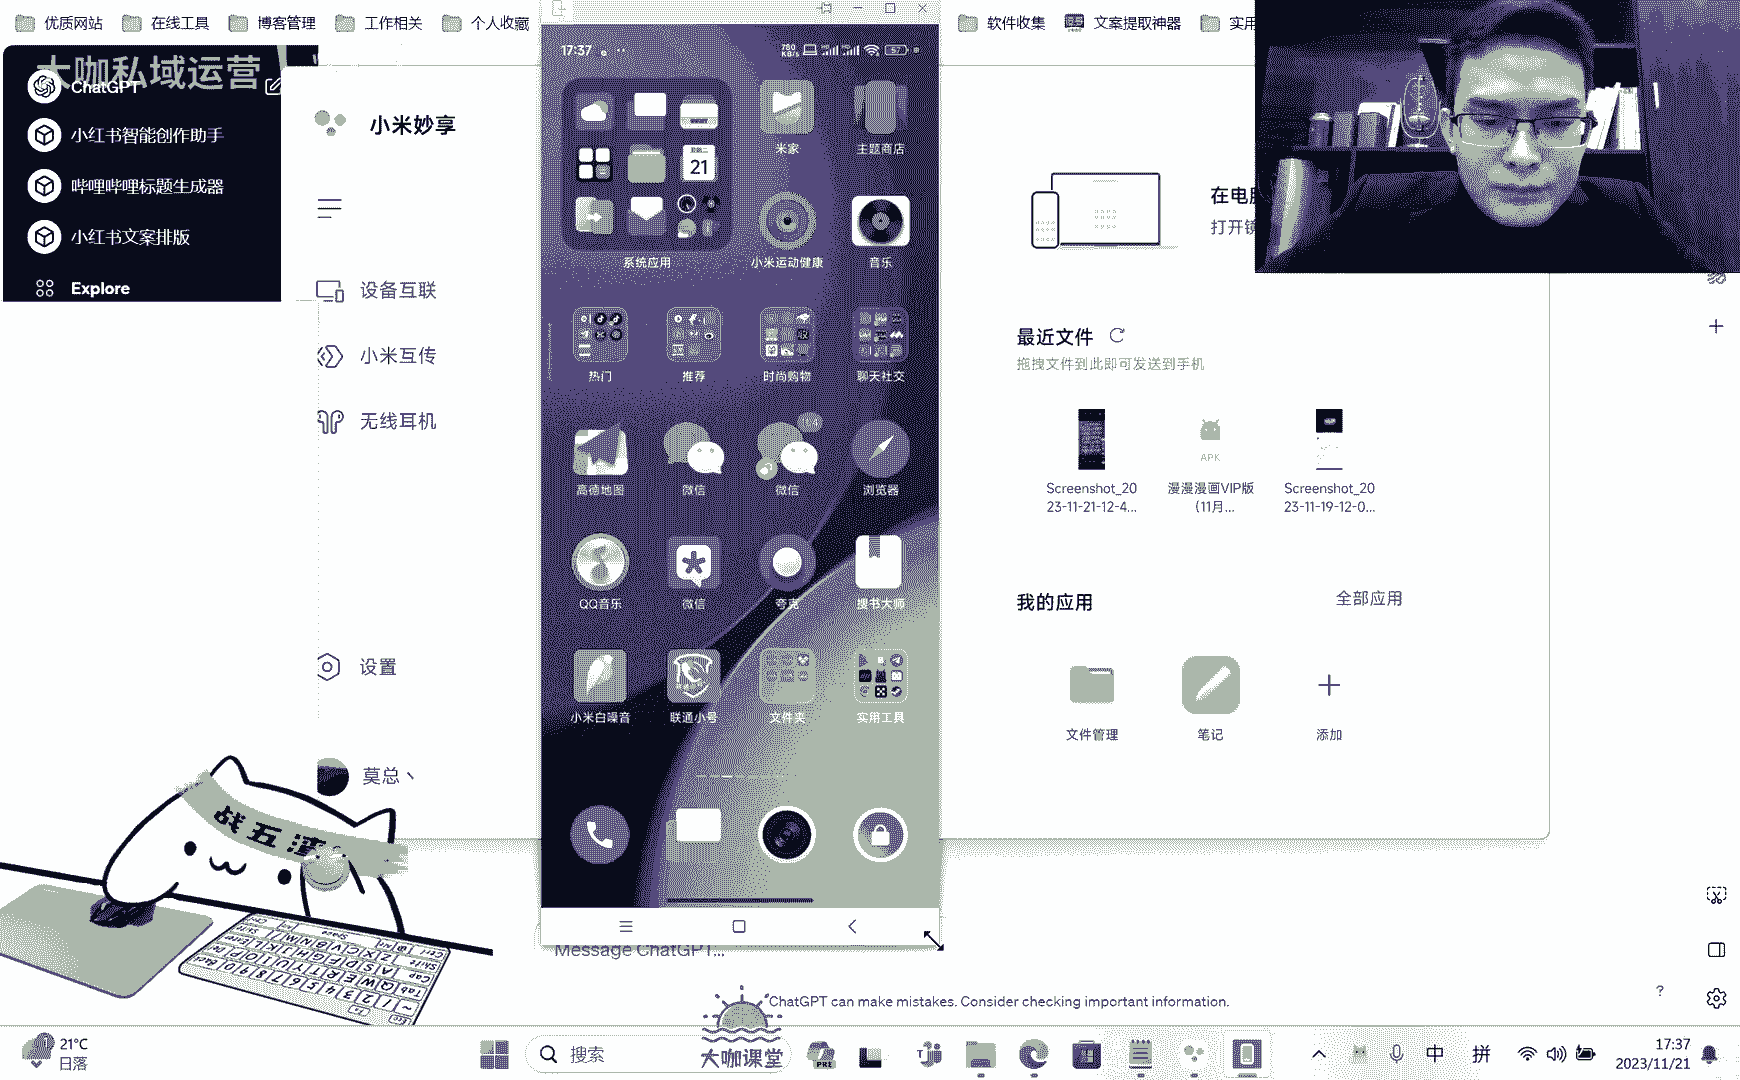 优质网站
在线工具
博客管理
工作相关
个人收藏
软件收集
文案提取神器
实用
大咖私域运营
ChatGPT
小红书智能创作助手
哔哩哔哩标题生成器
小红书文案排版
Explore
小米妙享
设备互联
小米互传
无线耳机
设置
莫总丶
17:37
780
KB/s
57
21
米家
主题商店
系统应用
小米运动健康
音乐
热门
推荐
时尚购物
聊天社交
高德地图
微信
微信
浏览器
QQ音乐
微信
夸克
搜书大师
小米白噪音
联通小号
文件夹
实用工具
在电脑
打开镜
最近文件
拖拽文件到此即可发送到手机
APK
Screenshot_20
23-11-21-12-4...
漫漫漫画VIP版
(11月...
Screenshot_20
23-11-19-12-0...
我的应用
全部应用
文件管理
笔记
添加
Message ChatGPT...
ChatGPT can make mistakes. Consider checking important information.
?
大咖课堂
21°C
日落
搜索
PRE
中
拼
17:37
2023/11/21